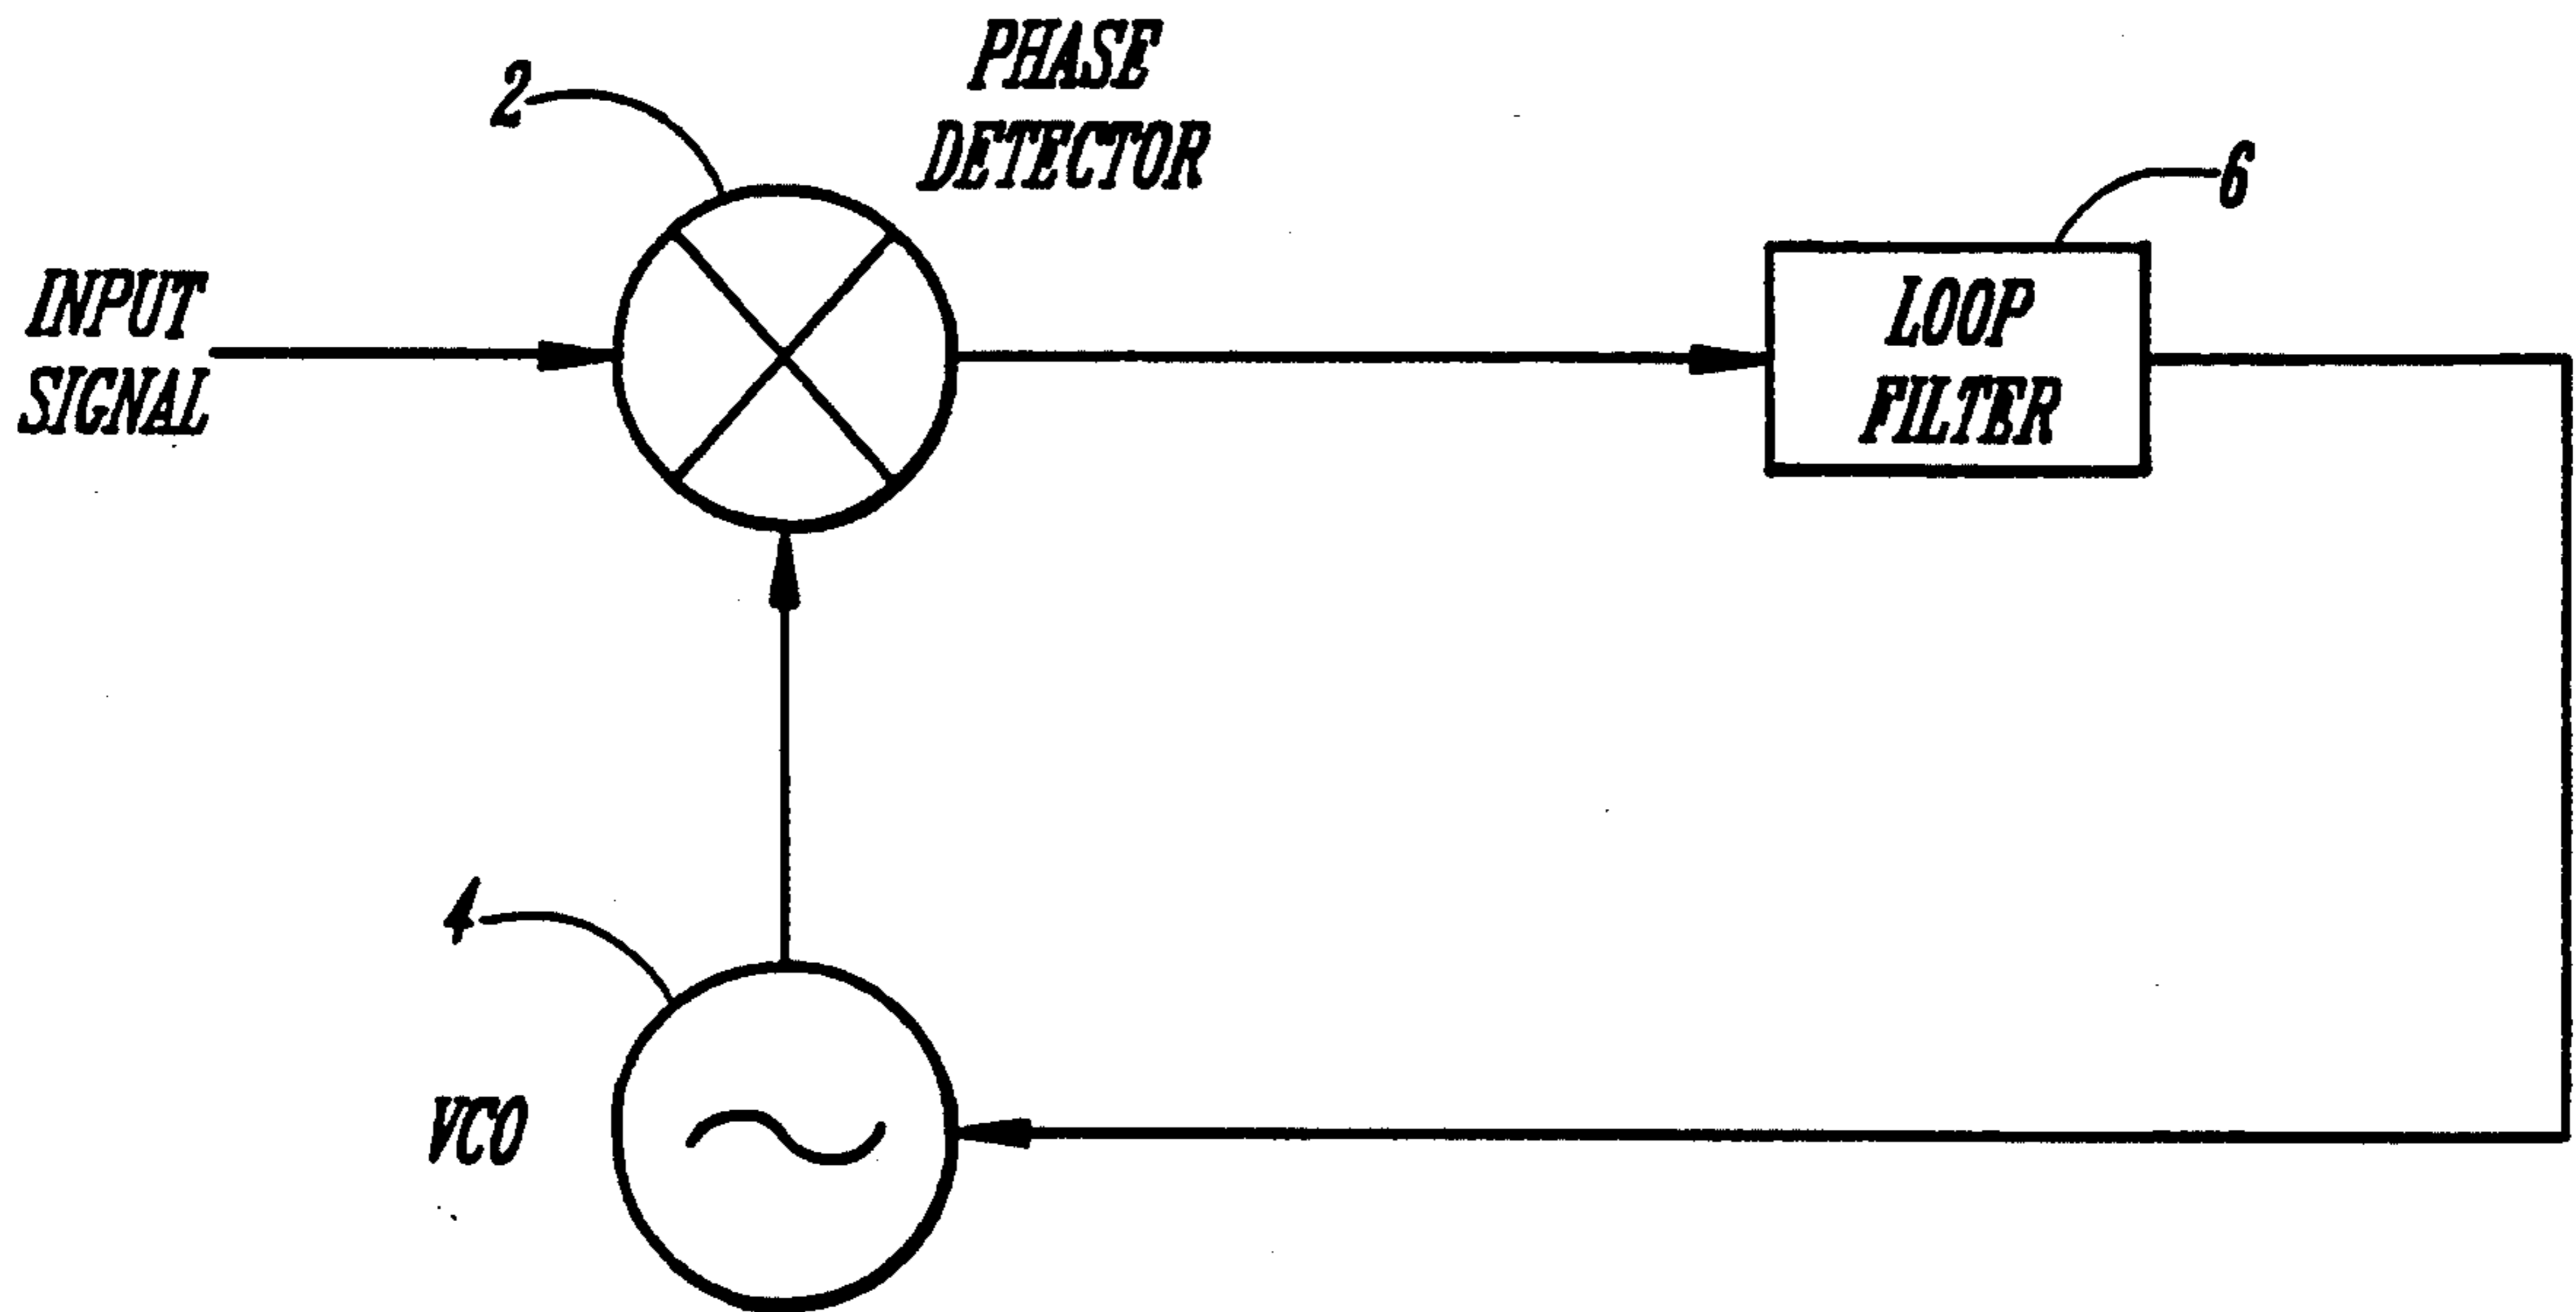 PHASE
DETECTOR
2
6
INPUT
SIGNAL
LOOP
FILTER
4
VCO